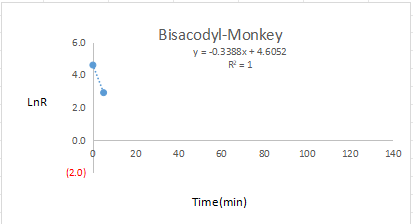 Bisacodyl-Monkey
y = -0.3388x + 4.6052
R² = 1
6.0
4.0
LnR
2.0
0.0
0 20 40 60 80 100 120 140
(2.0)
Time(min)